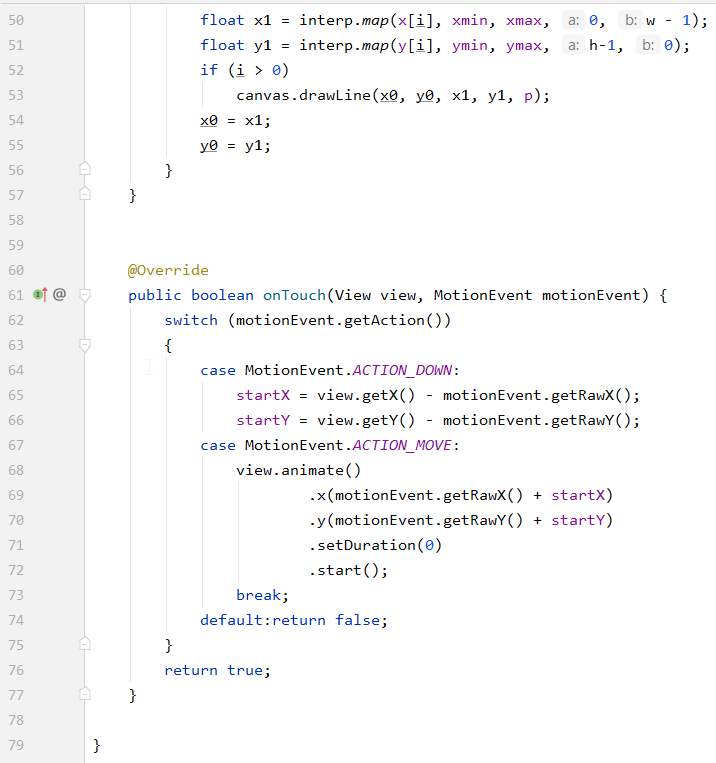 50 float x1 = interp.map(x[i], xmin, xmax, a: 0, b: w - 1);
51 float y1 = interp.map(y[i], ymin, ymax, a: h-1, b: 0);
52 if (i > 0)
53 canvas.drawLine(x0, y0, x1, y1, p);
54 x0 = x1;
55 y0 = y1;
56 }
57 }
58
59
60 @Override
61 @ public boolean onTouch(View view, MotionEvent motionEvent) {
62 switch (motionEvent.getAction())
63 {
64 case MotionEvent.ACTION_DOWN:
65 startX = view.getX() - motionEvent.getRawX();
66 startY = view.getY() - motionEvent.getRawY();
67 case MotionEvent.ACTION_MOVE:
68 view.animate()
69 .x(motionEvent.getRawX() + startX)
70 .y(motionEvent.getRawY() + startY)
71 .setDuration(0)
72 .start();
73 break;
74 default:return false;
75 }
76 return true;
77 }
78
79 }